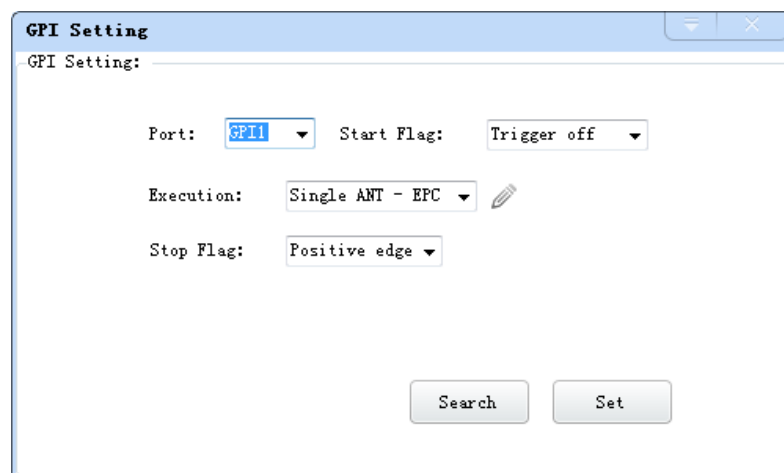 GPI Setting
GPI Setting:
Port: GPI1 Start Flag: Trigger off
Execution: Single ANT - EPC
Stop Flag: Positive edge
Search Set